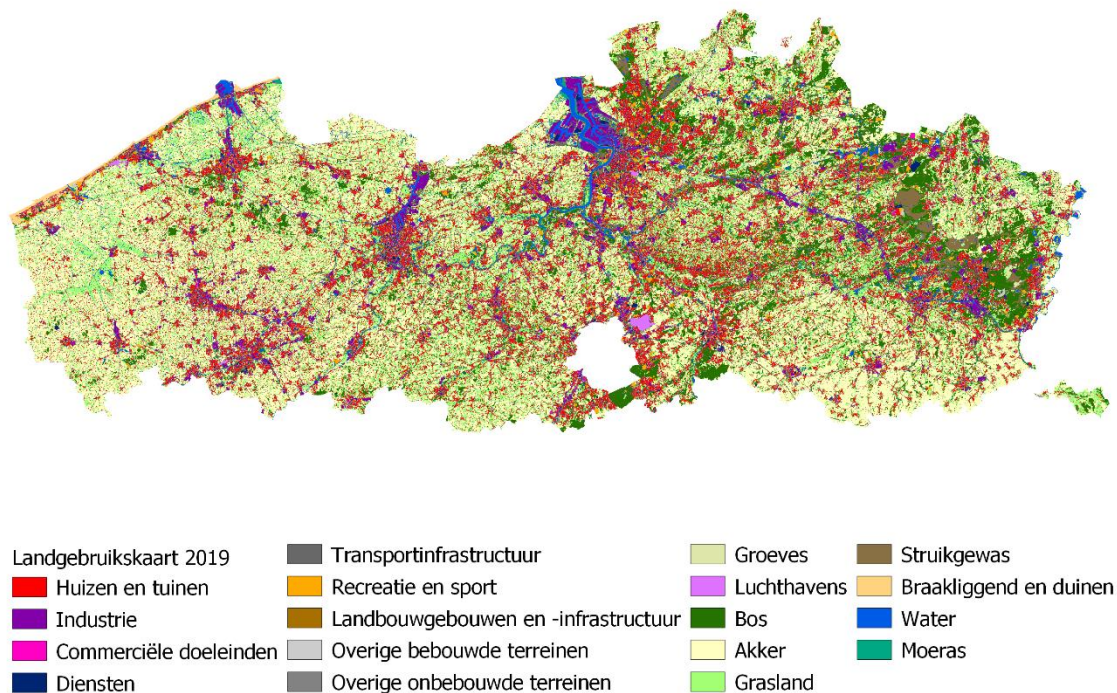 Landgebruikskaart 2019
Huizen en tuinen
Industrie
Commerciële doeleinden
Diensten
Transportinfrastructuur
Recreatie en sport
Landbouwgebouwen en -infrastructuur
Overige bebouwde terreinen
Overige onbebouwde terreinen
Groeves
Luchthavens
Bos
Akker
Grasland
Struikgewas
Braakliggend en duinen
Water
Moeras